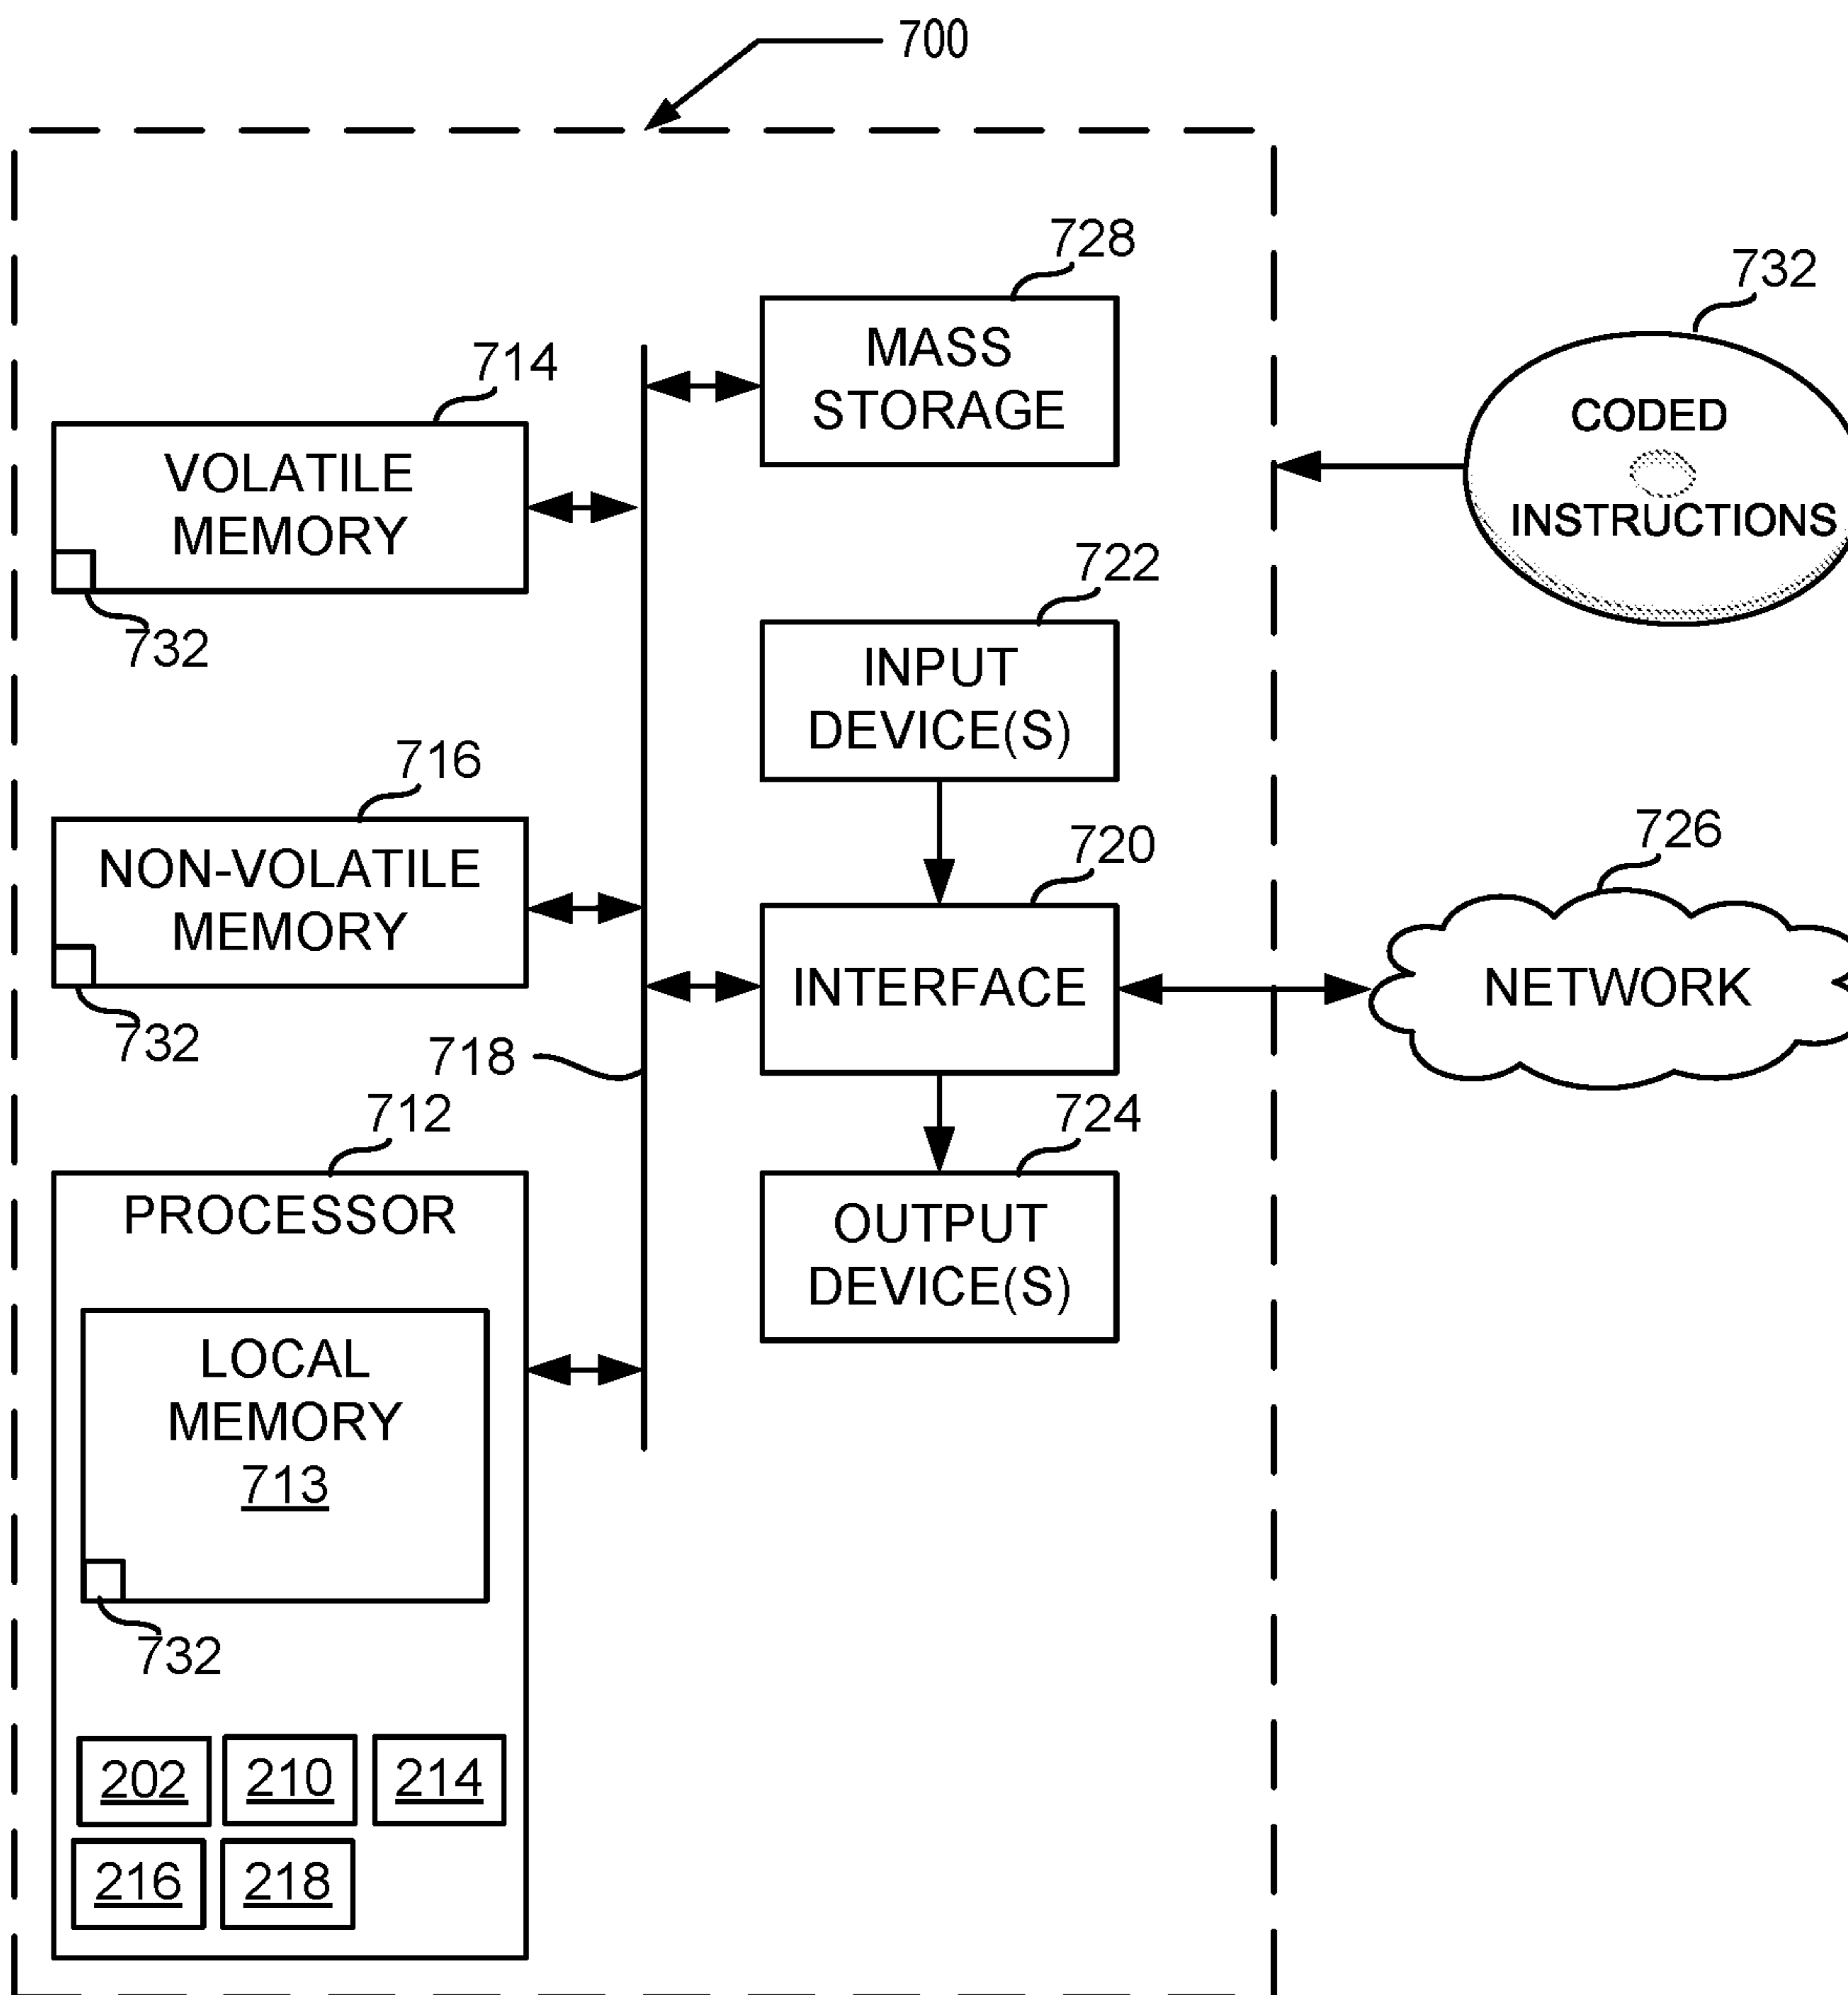 700
728
MASS
STORAGE
732
CODED
INSTRUCTIONS
714
VOLATILE
MEMORY
732
722
INPUT
DEVICE(S)
716
NON-VOLATILE
MEMORY
732
720
INTERFACE
726
NETWORK
718
712
PROCESSOR
724
OUTPUT
DEVICE(S)
LOCAL
MEMORY
713
732
202 210 214
216 218